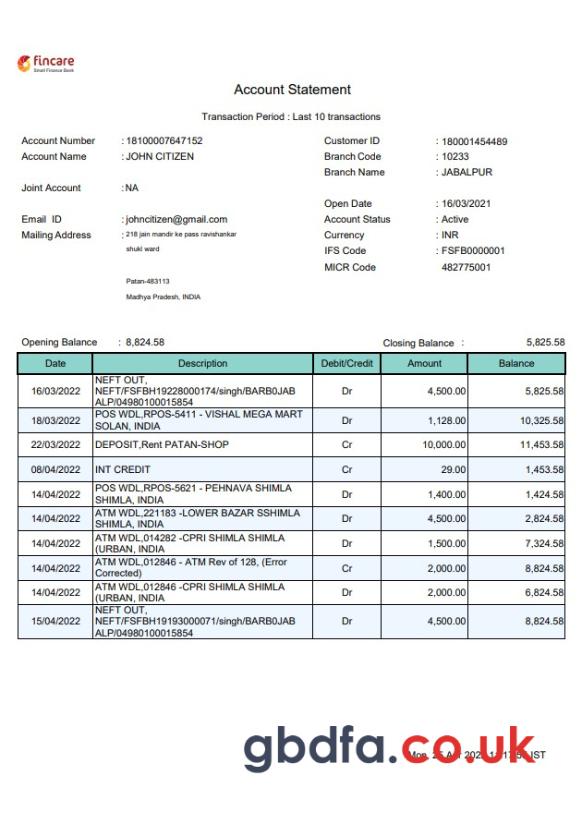 fincare
Small Finance Bank
Account Statement
Transaction Period : Last 10 transactions
Account Number : 18100007647152 Customer ID : 180001454489
Account Name : JOHN CITIZEN Branch Code : 10233
Branch Name : JABALPUR
Joint Account : NA
Open Date : 16/03/2021
Email ID : johncitizen@gmail.com Account Status : Active
Mailing Address : 218 jain mandir ke pass ravishankar Currency : INR
shukl ward IFS Code : FSFB0000001
MICR Code 482775001
Patan-483113
Madhya Pradesh, INDIA
Opening Balance : 8,824.58 Closing Balance : 5,825.58
Date Description Debit/Credit Amount Balance
NEFT OUT,
16/03/2022 NEFT/FSFBH19228000174/singh/BARB0JAB Dr 4,500.00 5,825.58
ALP/04980100015854
POS WDL,RPOS-5411 - VISHAL MEGA MART
18/03/2022 Dr 1,128.00 10,325.58
SOLAN, INDIA
22/03/2022 DEPOSIT,Rent PATAN-SHOP Cr 10,000.00 11,453.58
08/04/2022 INT CREDIT Cr 29.00 1,453.58
POS WDL,RPOS-5621 - PEHNAVA SHIMLA
14/04/2022 Dr 1,400.00 1,424.58
SHIMLA, INDIA
ATM WDL,221183 -LOWER BAZAR SSHIMLA
14/04/2022 Dr 4,500.00 2,824.58
SHIMLA, INDIA
ATM WDL,014282 -CPRI SHIMLA SHIMLA
14/04/2022 Dr 1,500.00 7,324.58
(URBAN, INDIA
ATM WDL,012846 - ATM Rev of 128, (Error
14/04/2022 Cr 2,000.00 8,824.58
Corrected)
ATM WDL,012846 -CPRI SHIMLA SHIMLA
14/04/2022 Dr 2,000.00 6,824.58
(URBAN, INDIA
NEFT OUT,
15/04/2022 NEFT/FSFBH19193000071/singh/BARB0JAB Dr 4,500.00 8,824.58
ALP/04980100015854
gbdfa.co.uk
IST